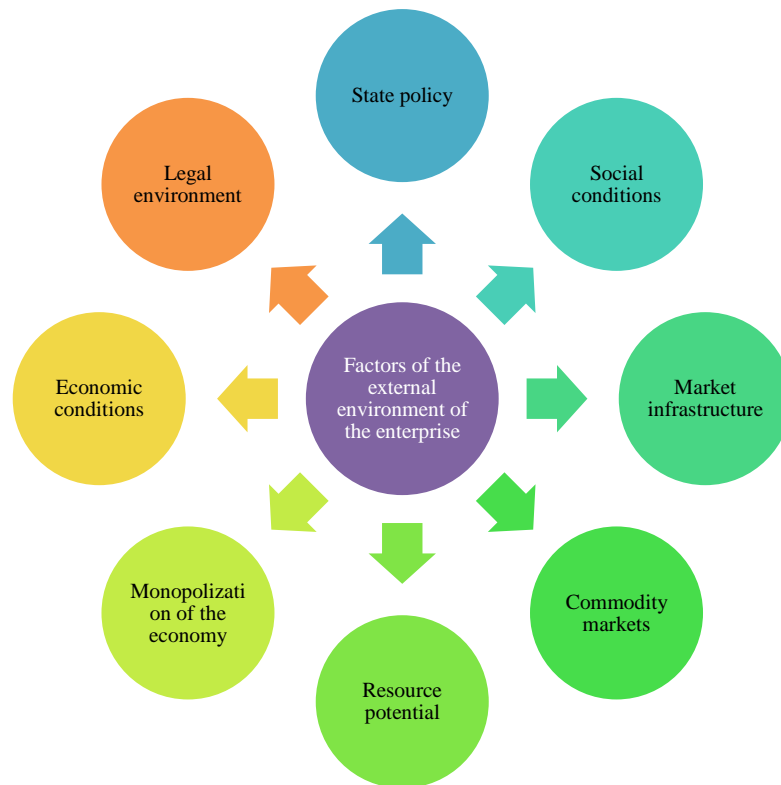 State policy
Legal
environment
Social
conditions
Economic
conditions
Factors of the
external
environment of
the enterprise
Market
infrastructure
Monopolizati
on of the
economy
Commodity
markets
Resource
potential